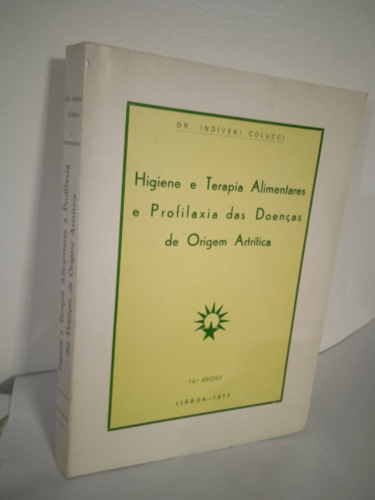 DR. INDÍVERI COLUCCI
Higiene e Terapia Alimentares
e Profilaxia das Doenças
de Origem Artrítica
LISBOA—1977
EDIÇÃO
Higiene e Terapia Alimentares e Profilaxia
das Doenças de Origem Artrítica